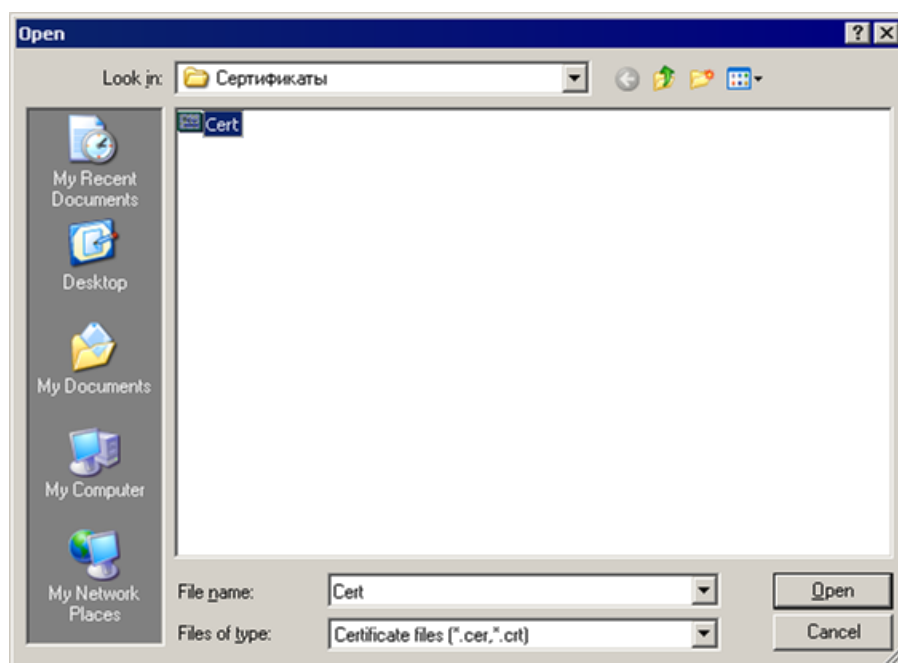 Open
Look in:
Сертификаты
Cert
My Recent
Documents
Desktop
My Documents
My Computer
My Network
Places
File name:
Cert
Open
Files of type:
Certificate files (*.cer,*.crt)
Cancel